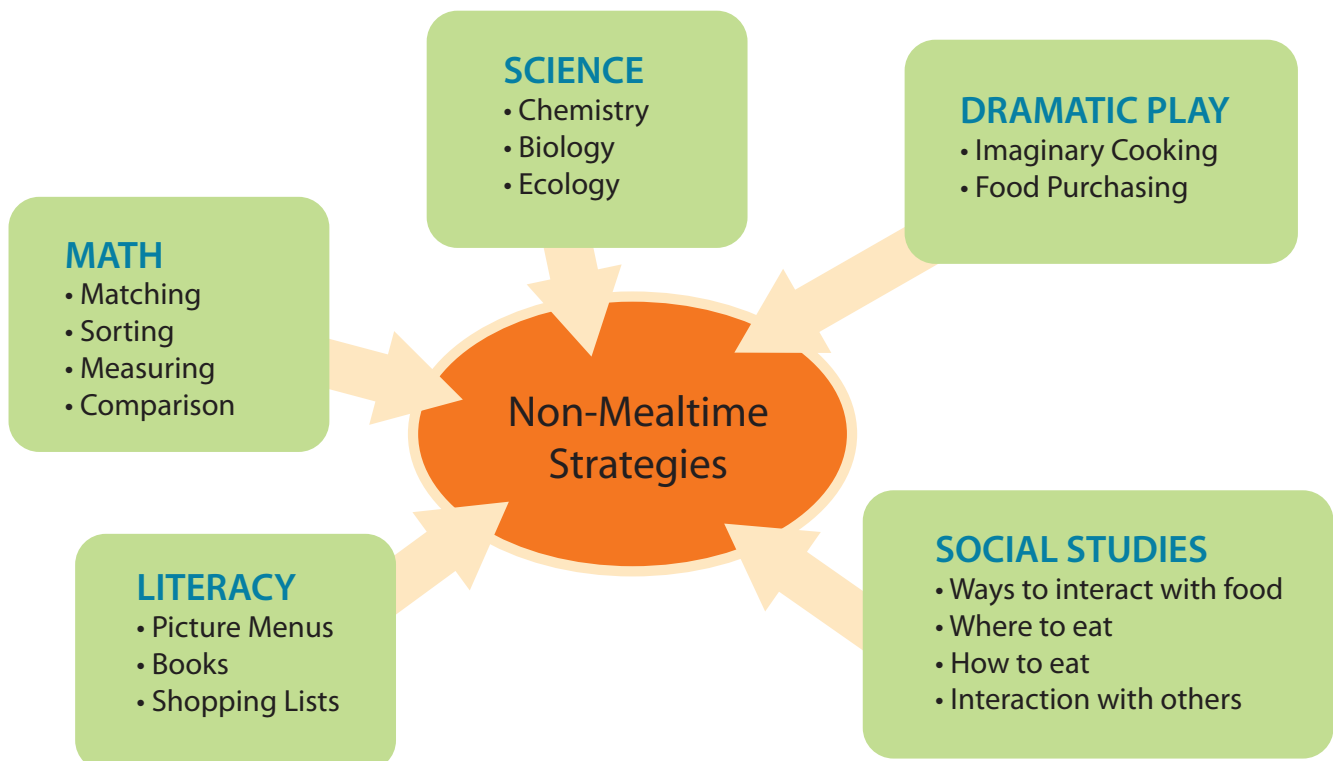 SCIENCE
• Chemistry
• Biology
• Ecology
DRAMATIC PLAY
• Imaginary Cooking
• Food Purchasing
MATH
• Matching
• Sorting
• Measuring
• Comparison
Non-Mealtime
Strategies
LITERACY
• Picture Menus
• Books
• Shopping Lists
SOCIAL STUDIES
• Ways to interact with food
• Where to eat
• How to eat
• Interaction with others